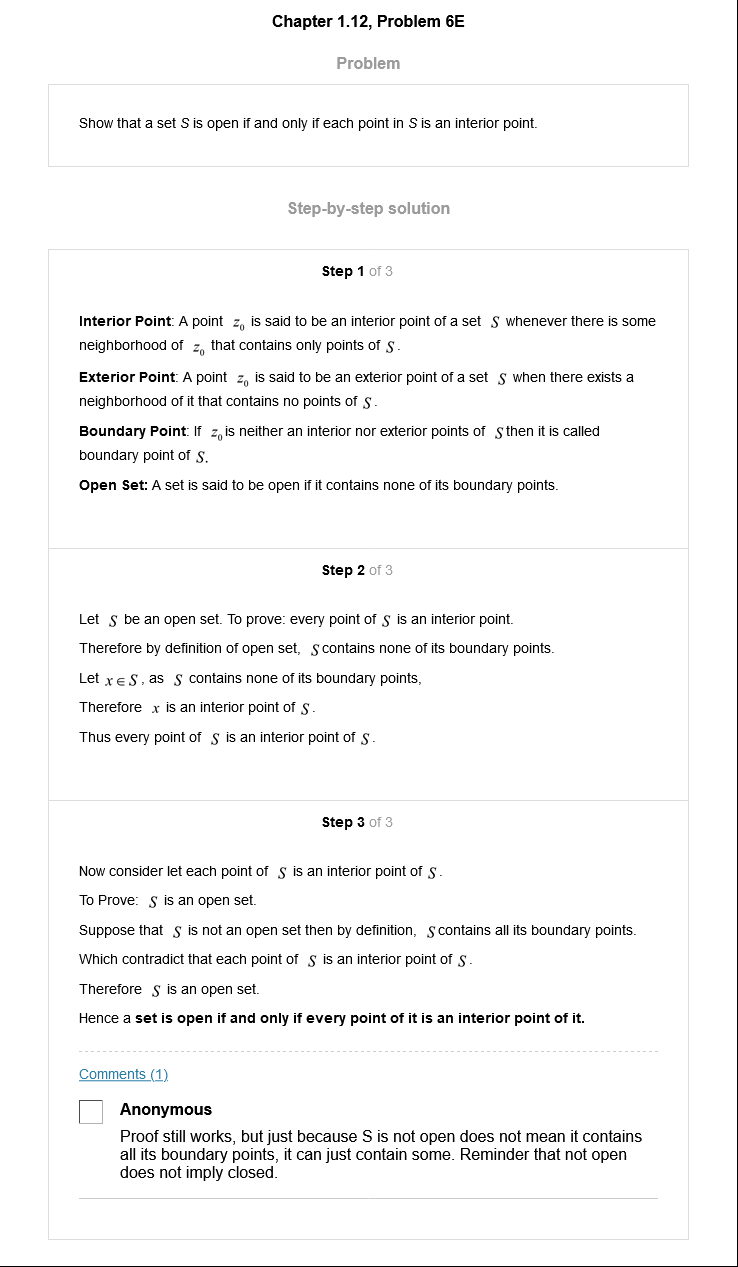 Chapter 1.12, Problem 6E
Problem
Show that a set S is open if and only if each point in S is an interior point.
Step-by-step solution
Step 1 of 3
Interior Point: A point z₀ is said to be an interior point of a set S whenever there is some
neighborhood of z₀ that contains only points of S.
Exterior Point: A point z₀ is said to be an exterior point of a set S when there exists a
neighborhood of it that contains no points of S.
Boundary Point: If z₀ is neither an interior nor exterior points of S then it is called
boundary point of S.
Open Set: A set is said to be open if it contains none of its boundary points.
Step 2 of 3
Let S be an open set. To prove: every point of S is an interior point.
Therefore by definition of open set, S contains none of its boundary points.
Let x ∈ S, as S contains none of its boundary points,
Therefore x is an interior point of S.
Thus every point of S is an interior point of S.
Step 3 of 3
Now consider let each point of S is an interior point of S.
To Prove: S is an open set.
Suppose that S is not an open set then by definition, S contains all its boundary points.
Which contradict that each point of S is an interior point of S.
Therefore S is an open set.
Hence a set is open if and only if every point of it is an interior point of it.
Comments (1)
Anonymous
Proof still works, but just because S is not open does not mean it contains
all its boundary points, it can just contain some. Reminder that not open
does not imply closed.